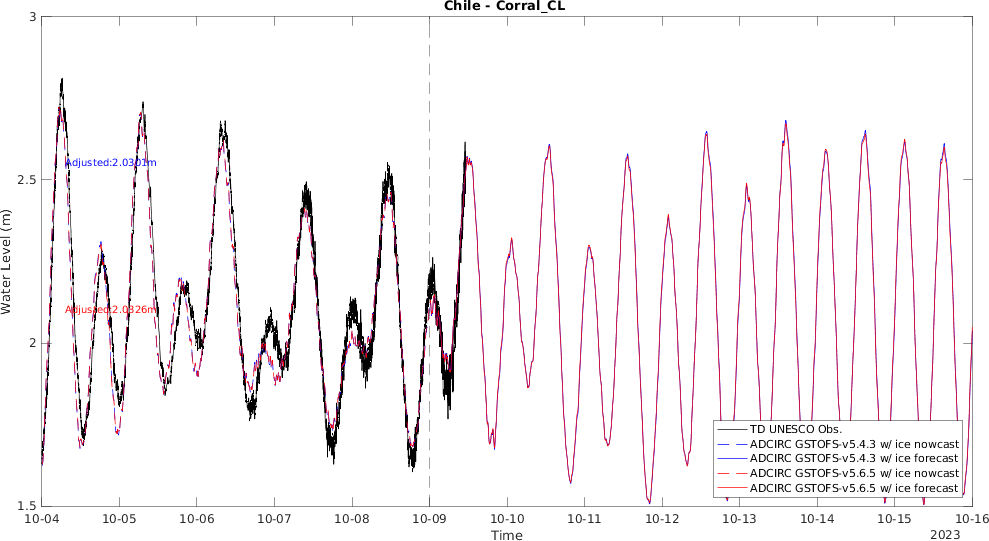 Chile - Corral_CL
3
2.5
2
1.5
Water Level (m)
Adjusted:2.0301m
Adjusted:2.0326m
TD UNESCO Obs.
ADCIRC GSTOFS-v5.4.3 w/ ice nowcast
ADCIRC GSTOFS-v5.4.3 w/ ice forecast
ADCIRC GSTOFS-v5.6.5 w/ ice nowcast
ADCIRC GSTOFS-v5.6.5 w/ ice forecast
10-04 10-05 10-06 10-07 10-08 10-09 10-10 10-11 10-12 10-13 10-14 10-15 10-16
Time
2023